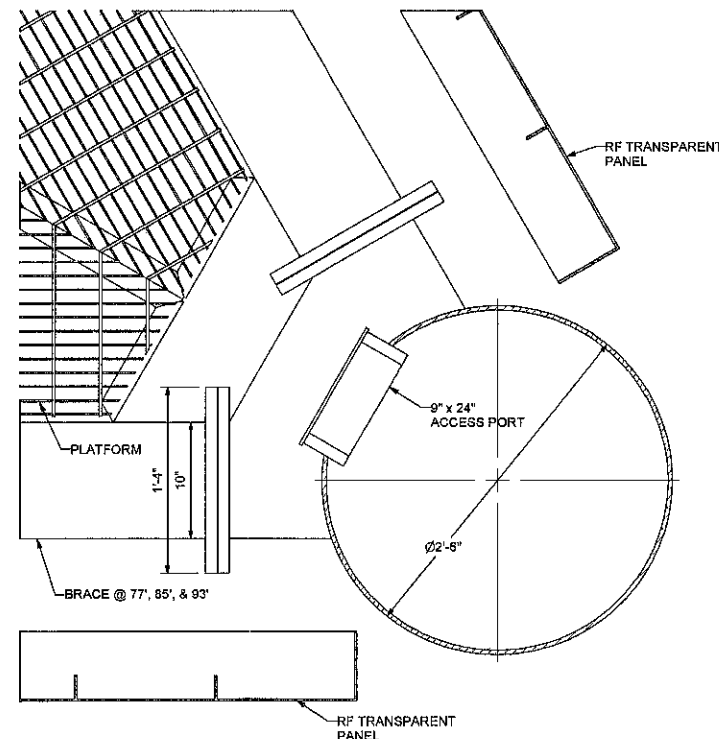 RF TRANSPARENT
PANEL
9" x 24"
ACCESS PORT
PLATFORM
1'-4"
10"
Ø2'-6"
BRACE @ 77', 85', & 93'
RF TRANSPARENT
PANEL